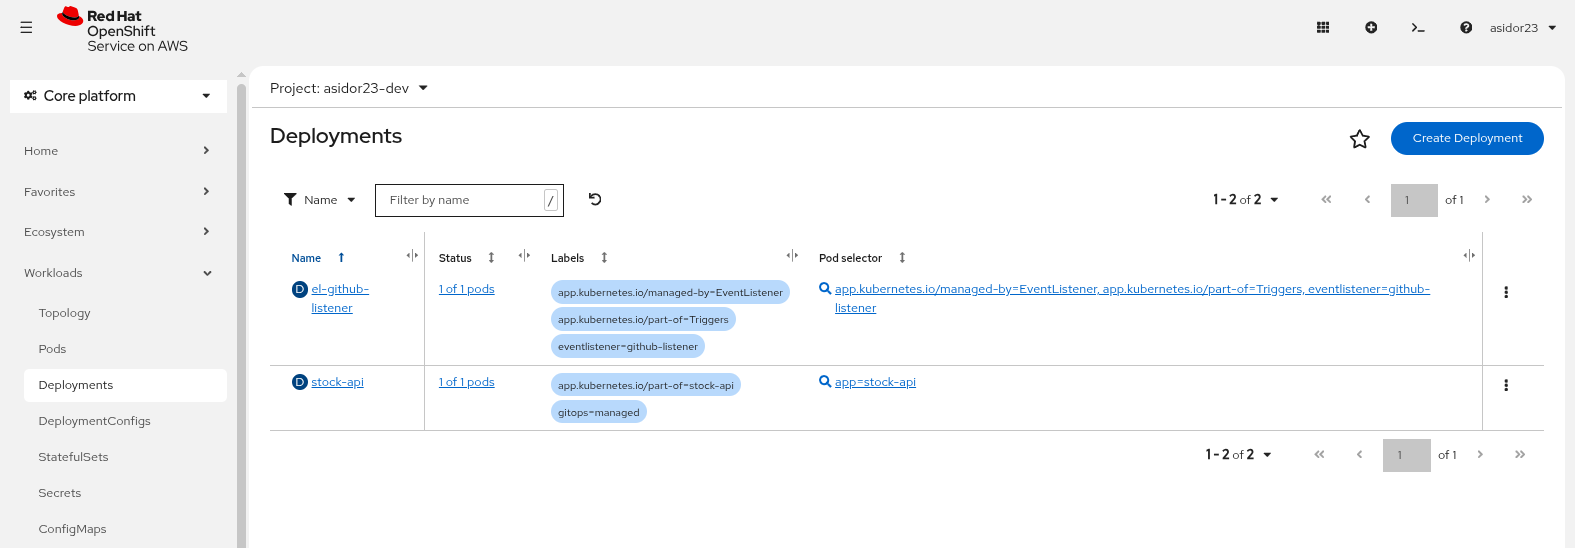 Red Hat
OpenShift
Service on AWS
asidor23
Core platform
Project: asidor23-dev
Home
Favorites
Ecosystem
Workloads
Topology
Pods
Deployments
DeploymentConfigs
StatefulSets
Secrets
ConfigMaps
Deployments
Create Deployment
Name
Filter by name
/
1 - 2 of 2
1
of 1
Name
Status
Labels
Pod selector
D
el-github-
listener
1 of 1 pods
app.kubernetes.io/managed-by=EventListener
app.kubernetes.io/part-of=Triggers
eventlistener=github-listener
app.kubernetes.io/managed-by=EventListener, app.kubernetes.io/part-of=Triggers, eventlistener=github-
listener
D
stock-api
1 of 1 pods
app.kubernetes.io/part-of=stock-api
gitops=managed
app=stock-api
1 - 2 of 2
1
of 1